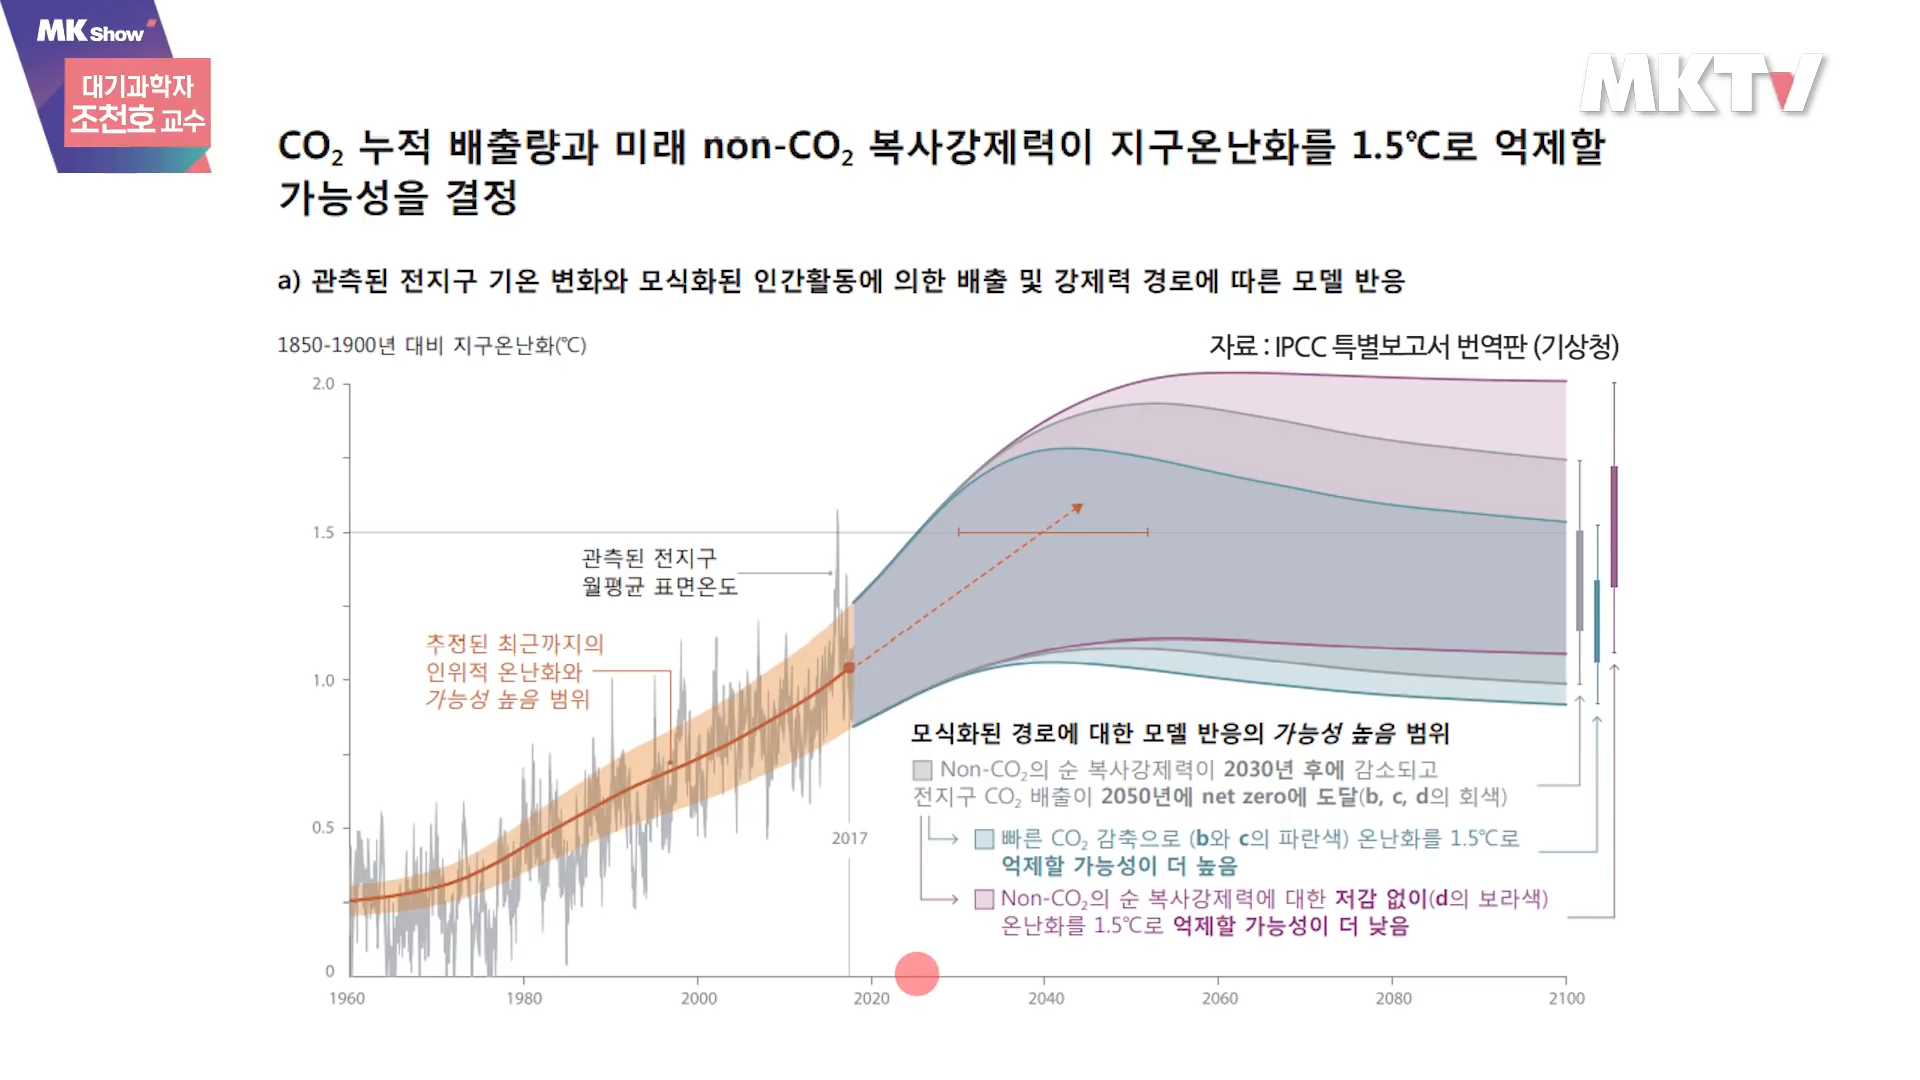 MK Show
대기과학자
조천호 교수
MKTV
CO₂ 누적 배출량과 미래 non-CO₂ 복사강제력이 지구온난화를 1.5℃로 억제할
가능성을 결정
a) 관측된 전지구 기온 변화와 모식화된 인간활동에 의한 배출 및 강제력 경로에 따른 모델 반응
1850-1900년 대비 지구온난화(℃)
자료 : IPCC 특별보고서 번역판 (기상청)
2.0
1.5
관측된 전지구
월평균 표면온도
추정된 최근까지의
인위적 온난화와
가능성 높음 범위
1.0
모식화된 경로에 대한 모델 반응의 가능성 높음 범위
Non-CO₂의 순 복사강제력이 2030년 후에 감소되고
전지구 CO₂ 배출이 2050년에 net zero에 도달(b, c, d의 회색)
0.5
2017
빠른 CO₂ 감축으로 (b와 c의 파란색) 온난화를 1.5℃로
억제할 가능성이 더 높음
Non-CO₂의 순 복사강제력에 대한 저감 없이(d의 보라색)
온난화를 1.5℃로 억제할 가능성이 더 낮음
0
1960 1980 2000 2020 2040 2060 2080 2100